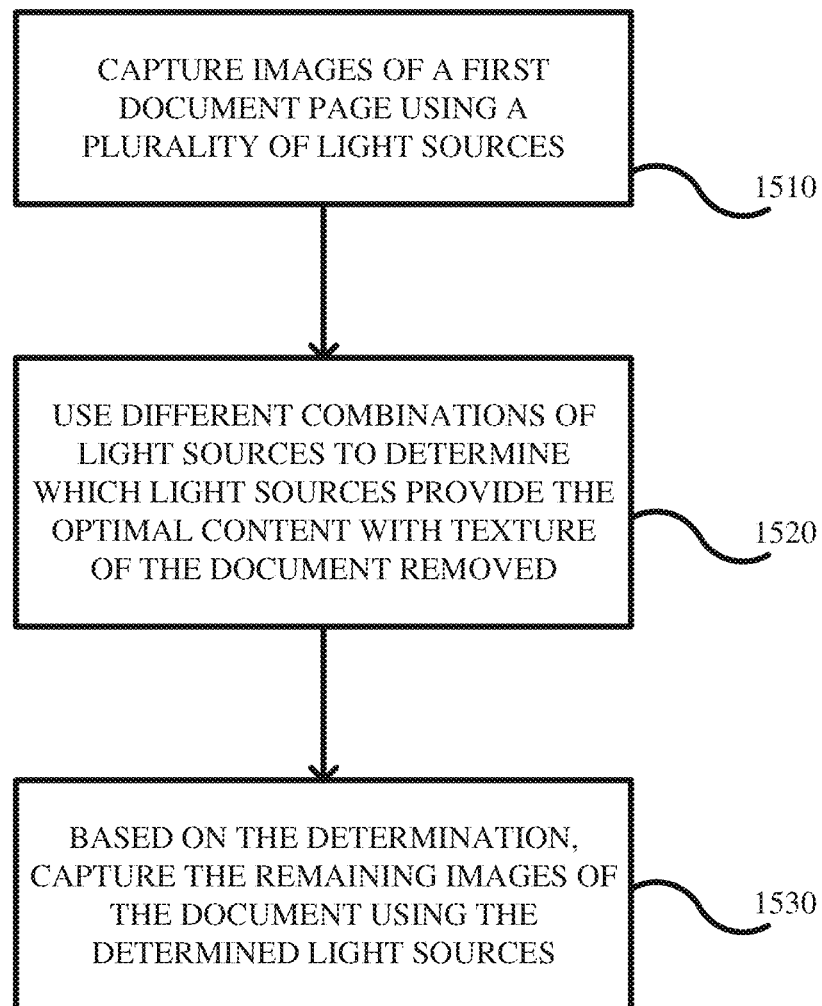 CAPTURE IMAGES OF A FIRST
DOCUMENT PAGE USING A
PLURALITY OF LIGHT SOURCES
1510
USE DIFFERENT COMBINATIONS OF
LIGHT SOURCES TO DETERMINE
WHICH LIGHT SOURCES PROVIDE THE
OPTIMAL CONTENT WITH TEXTURE
OF THE DOCUMENT REMOVED
1520
BASED ON THE DETERMINATION,
CAPTURE THE REMAINING IMAGES OF
THE DOCUMENT USING THE
DETERMINED LIGHT SOURCES
1530